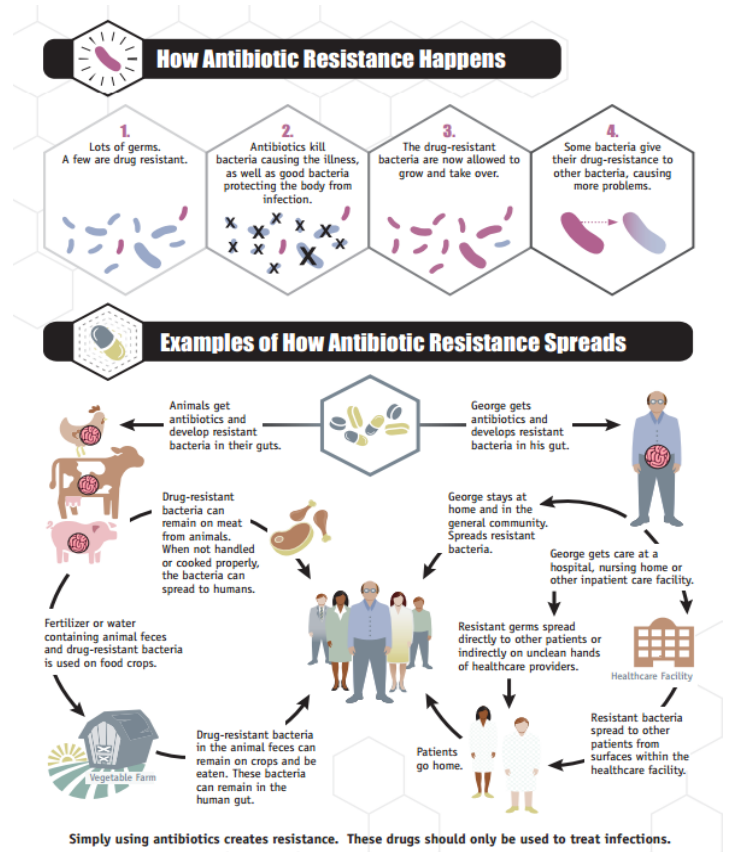 How Antibiotic Resistance Happens
1.
Lots of germs.
A few are drug resistant.
2.
Antibiotics kill
bacteria causing the illness,
as well as good bacteria
protecting the body from
infection.
3.
The drug-resistant
bacteria are now allowed to
grow and take over.
4.
Some bacteria give
their drug-resistance to
other bacteria, causing
more problems.
Examples of How Antibiotic Resistance Spreads
Animals get
antibiotics and
develop resistant
bacteria in their guts.
George gets
antibiotics and
develops resistant
bacteria in his gut.
Drug-resistant
bacteria can
remain on meat
from animals.
When not handled
or cooked properly,
the bacteria can
spread to humans.
George stays at
home and in the
general community.
Spreads resistant
bacteria.
George gets care at a
hospital, nursing home or
other inpatient care facility.
Fertilizer or water
containing animal feces
and drug-resistant bacteria
is used on food crops.
Resistant germs spread
directly to other patients or
indirectly on unclean hands
of healthcare providers.
Healthcare Facility
Vegetable Farm
Drug-resistant bacteria
in the animal feces can
remain on crops and be
eaten. These bacteria
can remain in the
human gut.
Patients
go home.
Resistant bacteria
spread to other
patients from
surfaces within the
healthcare facility.
Simply using antibiotics creates resistance. These drugs should only be used to treat infections.